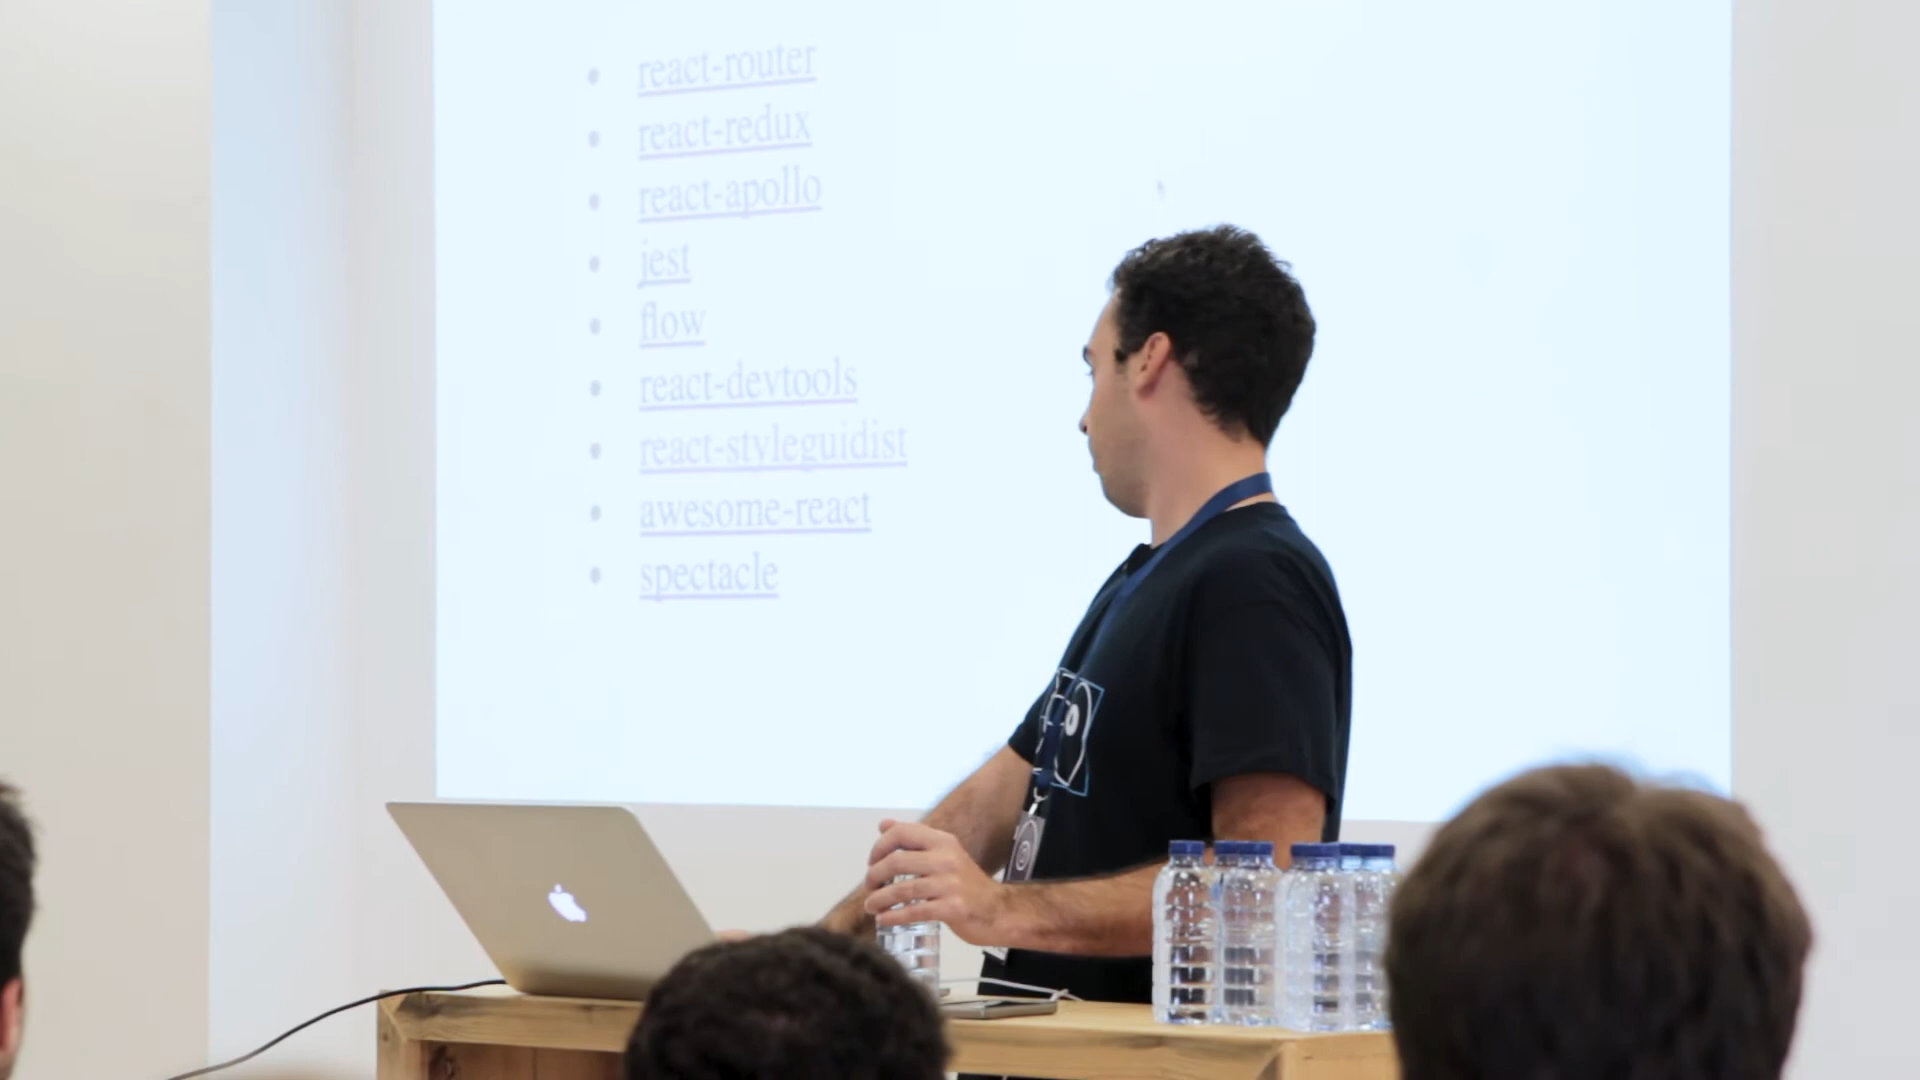 react-router
react-redux
react-apollo
jest
flow
react-devtools
react-styleguidist
awesome-react
spectacle